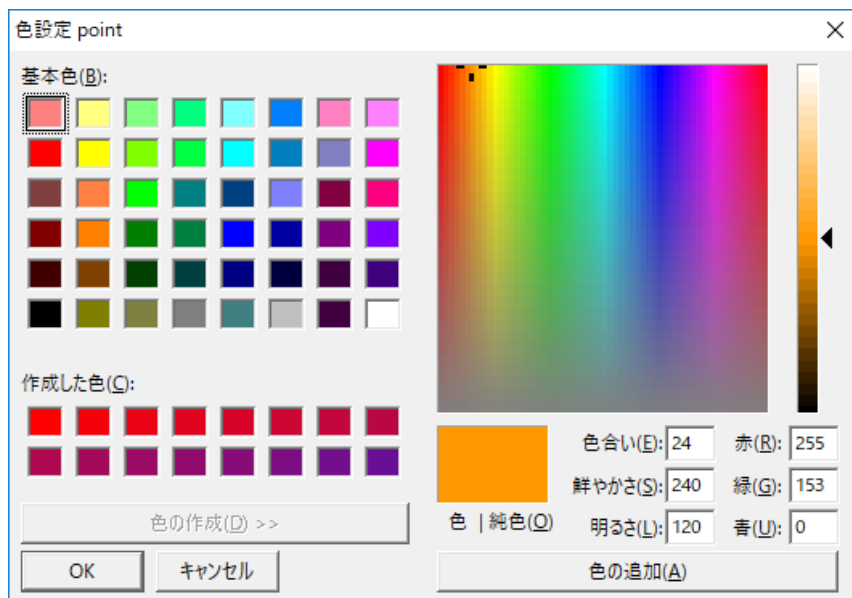 色設定 point
基本色(B):
作成した色(C):
色の作成(D) >>
OK キャンセル
色 | 純色(O)
色合い(E): 24 赤(R): 255
鮮やかさ(S): 240 緑(G): 153
明るさ(L): 120 青(U): 0
色の追加(A)